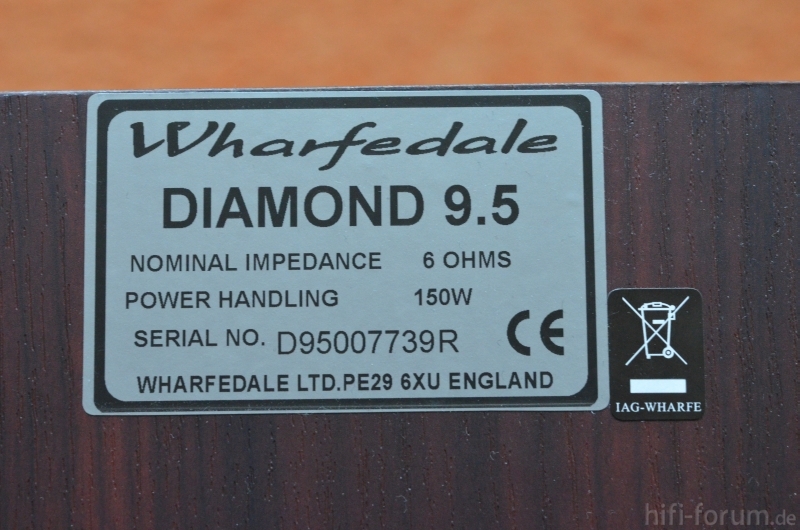 Wharfedale
DIAMOND 9.5
NOMINAL IMPEDANCE 6 OHMS
POWER HANDLING 150W
SERIAL NO. D95007739R CE
WHARFEDALE LTD.PE29 6XU ENGLAND
IAG-WHARFE
hifi-forum.de